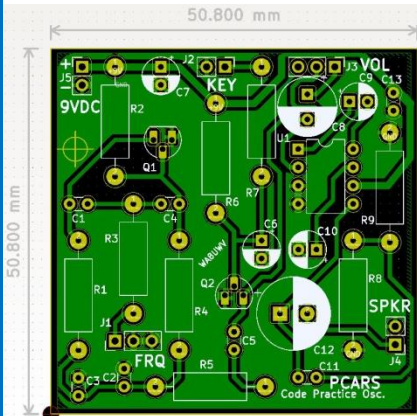 50.800 mm
50.800 mm
+
J5
-
9VDC
R2
C7
J2
KEY
J3
VOL
C9
C13
C8
U1
Q1
R6
R7
R9
C1
C4
R3
WA8UWV
C6
C10
R1
R4
Q2
R8
SPKR
J4
J1
FRQ
C5
C12
C3
C2
R5
C11
PCARS
Code Practice Osc.